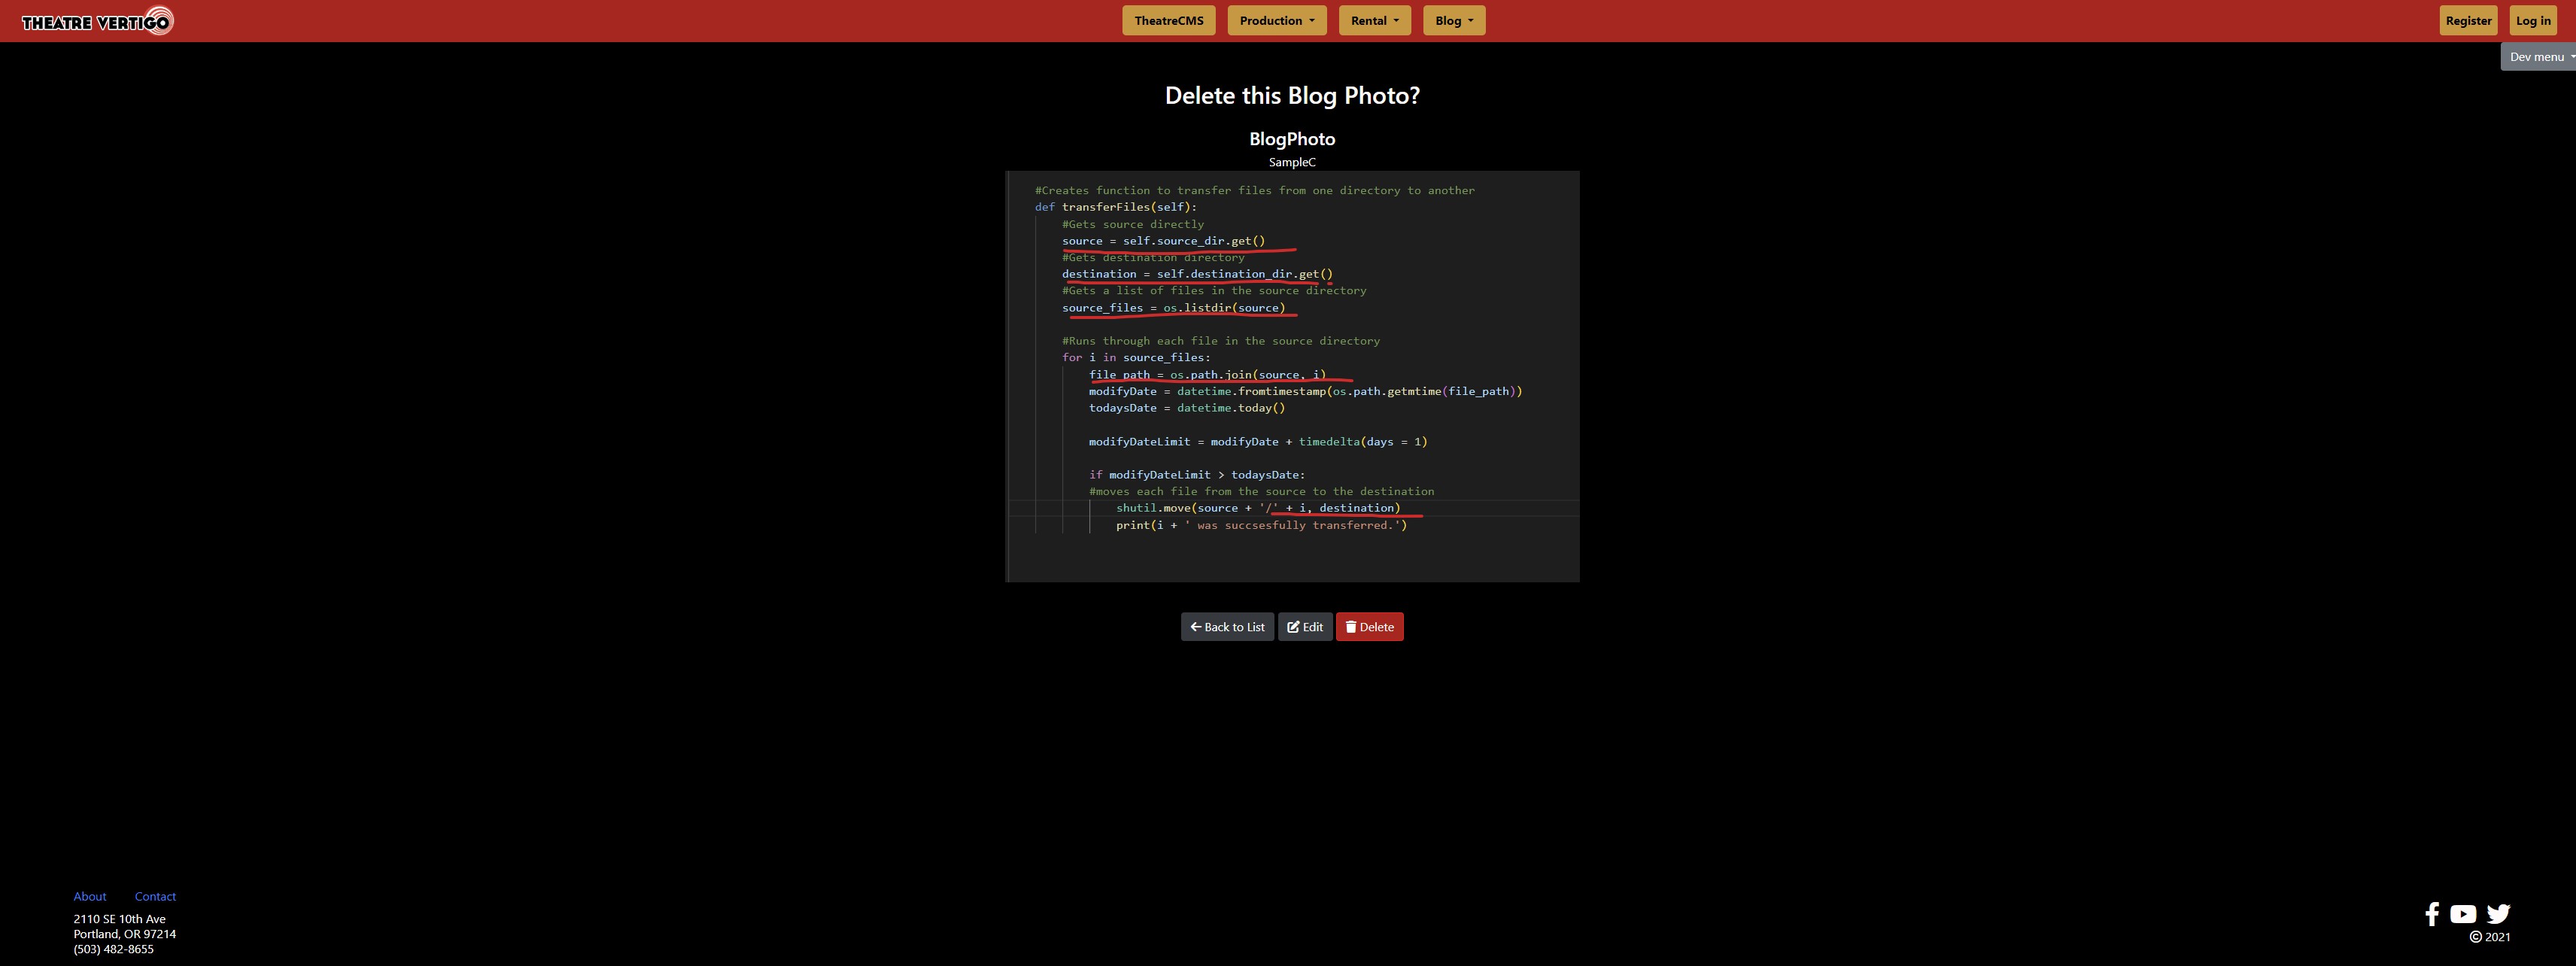 THEATRE VERTIGO
TheatreCMS Production Rental Blog
Register Log in
Dev menu
Delete this Blog Photo?
BlogPhoto
SampleC
#Creates function to transfer files from one directory to another
def transferFiles(self):
#Gets source directly
source = self.source_dir.get()
#Gets destination directory
destination = self.destination_dir.get()
#Gets a list of files in the source directory
source_files = os.listdir(source)
#Runs through each file in the source directory
for i in source_files:
file_path = os.path.join(source, i)
modifyDate = datetime.fromtimestamp(os.path.getmtime(file_path))
todaysDate = datetime.today()
modifyDateLimit = modifyDate + timedelta(days = 1)
if modifyDateLimit > todaysDate:
#moves each file from the source to the destination
shutil.move(source + '/' + i, destination)
print(i + ' was succsesfully transferred.')
Back to List Edit Delete
About Contact
2110 SE 10th Ave
Portland, OR 97214
(503) 482-8655
© 2021